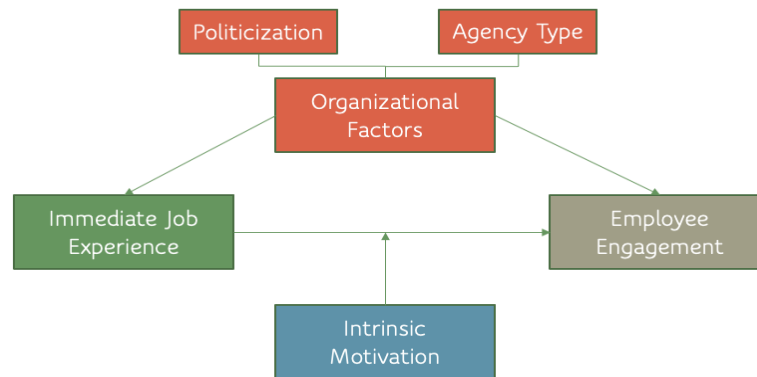 Politicization
Agency Type
Organizational
Factors
Immediate Job
Experience
Employee
Engagement
Intrinsic
Motivation